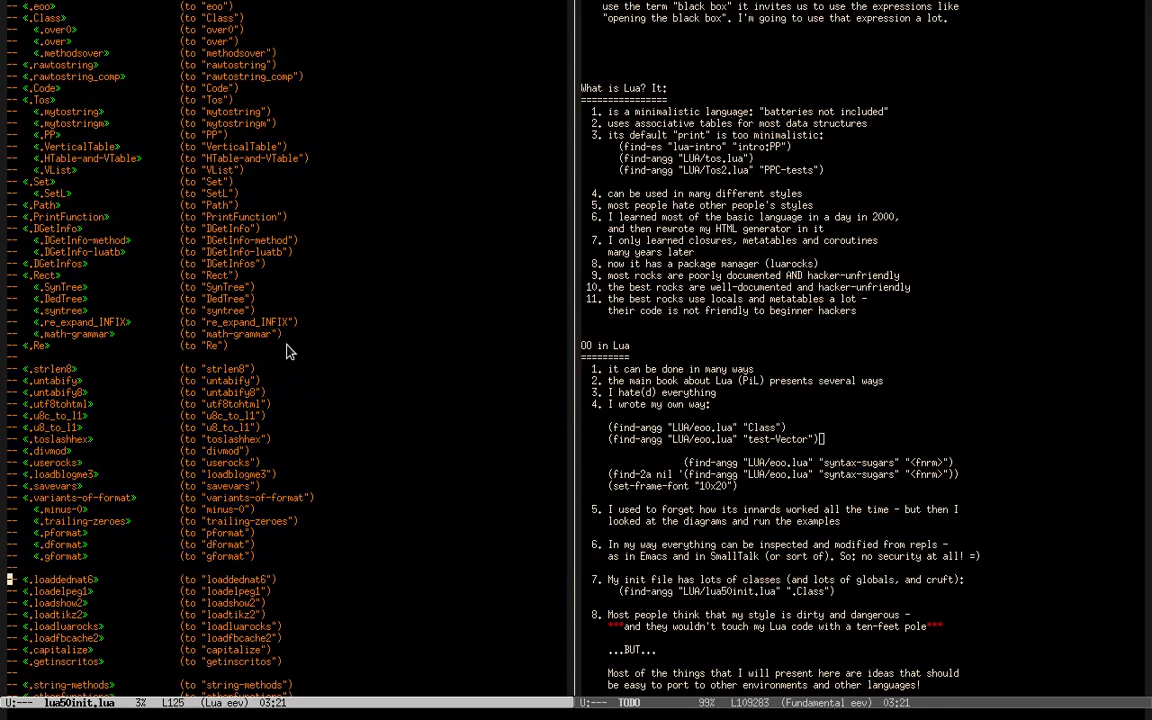 -- «.eoo»	(to "eoo")
-- «.Class»	(to "Class")
--   «.over0»	(to "over0")
--   «.over»	(to "over")
--   «.methodsover»	(to "methodsover")
-- «.rawtostring»	(to "rawtostring")
-- «.rawtostring_comp»	(to "rawtostring_comp")
-- «.Code»	(to "Code")
-- «.Tos»	(to "Tos")
--   «.mytostring»	(to "mytostring")
--   «.mytostringm»	(to "mytostringm")
--   «.PP»	(to "PP")
--   «.VerticalTable»	(to "VerticalTable")
--   «.HTable-and-VTable»	(to "HTable-and-VTable")
--   «.VList»	(to "VList")
-- «.Set»	(to "Set")
--   «.SetL»	(to "SetL")
-- «.Path»	(to "Path")
-- «.PrintFunction»	(to "PrintFunction")
-- «.DGetInfo»	(to "DGetInfo")
--   «.DGetInfo-method»	(to "DGetInfo-method")
--   «.DGetInfo-luatb»	(to "DGetInfo-luatb")
-- «.DGetInfos»	(to "DGetInfos")
-- «.Rect»	(to "Rect")
--   «.SynTree»	(to "SynTree")
--   «.DedTree»	(to "DedTree")
--   «.syntree»	(to "syntree")
--   «.re_expand_INFIX»	(to "re_expand_INFIX")
--   «.math-grammar»	(to "math-grammar")
-- «.Re»	(to "Re")
--
-- «.strlen8»	(to "strlen8")
-- «.untabify»	(to "untabify")
-- «.untabify8»	(to "untabify8")
-- «.utf8tohtml»	(to "utf8tohtml")
-- «.u8c_to_l1»	(to "u8c_to_l1")
-- «.u8_to_l1»	(to "u8_to_l1")
-- «.toslashhex»	(to "toslashhex")
-- «.divmod»	(to "divmod")
-- «.userocks»	(to "userocks")
-- «.loadblogme3»	(to "loadblogme3")
-- «.savevars»	(to "savevars")
-- «.variants-of-format»	(to "variants-of-format")
--   «.minus-0»	(to "minus-0")
--   «.trailing-zeroes»	(to "trailing-zeroes")
--   «.pformat»	(to "pformat")
--   «.dformat»	(to "dformat")
--   «.gformat»	(to "gformat")
--
-- «.loaddednat6»	(to "loaddednat6")
-- «.loadelpeg1»	(to "loadelpeg1")
-- «.loadshow2»	(to "loadshow2")
-- «.loadtikz2»	(to "loadtikz2")
-- «.loadluarocks»	(to "loadluarocks")
-- «.loadfbcache2»	(to "loadfbcache2")
-- «.capitalize»	(to "capitalize")
-- «.getinscritos»	(to "getinscritos")
--
-- «.string-methods»	(to "string-methods")
U:---  lua50init.lua   3%   L125   (Lua eev)  03:21
use the term "black box" it invites us to use the expressions like
"opening the black box". I'm going to use that expression a lot.
What is Lua? It:
================
1. is a minimalistic language: "batteries not included"
2. uses associative tables for most data structures
3. its default "print" is too minimalistic:
(find-es "lua-intro" "intro:PP")
(find-angg "LUA/tos.lua")
(find-angg "LUA/Tos2.lua" "PPC-tests")
4. can be used in many different styles
5. most people hate other people's styles
6. I learned most of the basic language in a day in 2000,
and then rewrote my HTML generator in it
7. I only learned closures, metatables and coroutines
many years later
8. now it has a package manager (luarocks)
9. most rocks are poorly documented AND hacker-unfriendly
10. the best rocks are well-documented and hacker-unfriendly
11. the best rocks use locals and metatables a lot -
their code is not friendly to beginner hackers
OO in Lua
=========
1. it can be done in many ways
2. the main book about Lua (PiL) presents several ways
3. I hate(d) everything
4. I wrote my own way:
(find-angg "LUA/eoo.lua" "Class")
(find-angg "LUA/eoo.lua" "test-Vector")
(find-angg "LUA/eoo.lua" "syntax-sugars" "<fnrm>")
(find-2a nil '(find-angg "LUA/eoo.lua" "syntax-sugars" "<fnrm>"))
(set-frame-font "10x20")
5. I used to forget how its innards worked all the time - but then I
looked at the diagrams and run the examples
6. In my way everything can be inspected and modified from repls -
as in Emacs and in SmallTalk (or sort of). So: no security at all! =)
7. My init file has lots of classes (and lots of globals, and cruft):
(find-angg "LUA/lua50init.lua" ".Class")
8. Most people think that my style is dirty and dangerous -
***and they wouldn't touch my Lua code with a ten-feet pole***
...BUT...
Most of the things that I will present here are ideas that should
be easy to port to other environments and other languages!
U:---  TODO   99%   L109283   (Fundamental eev)  03:21